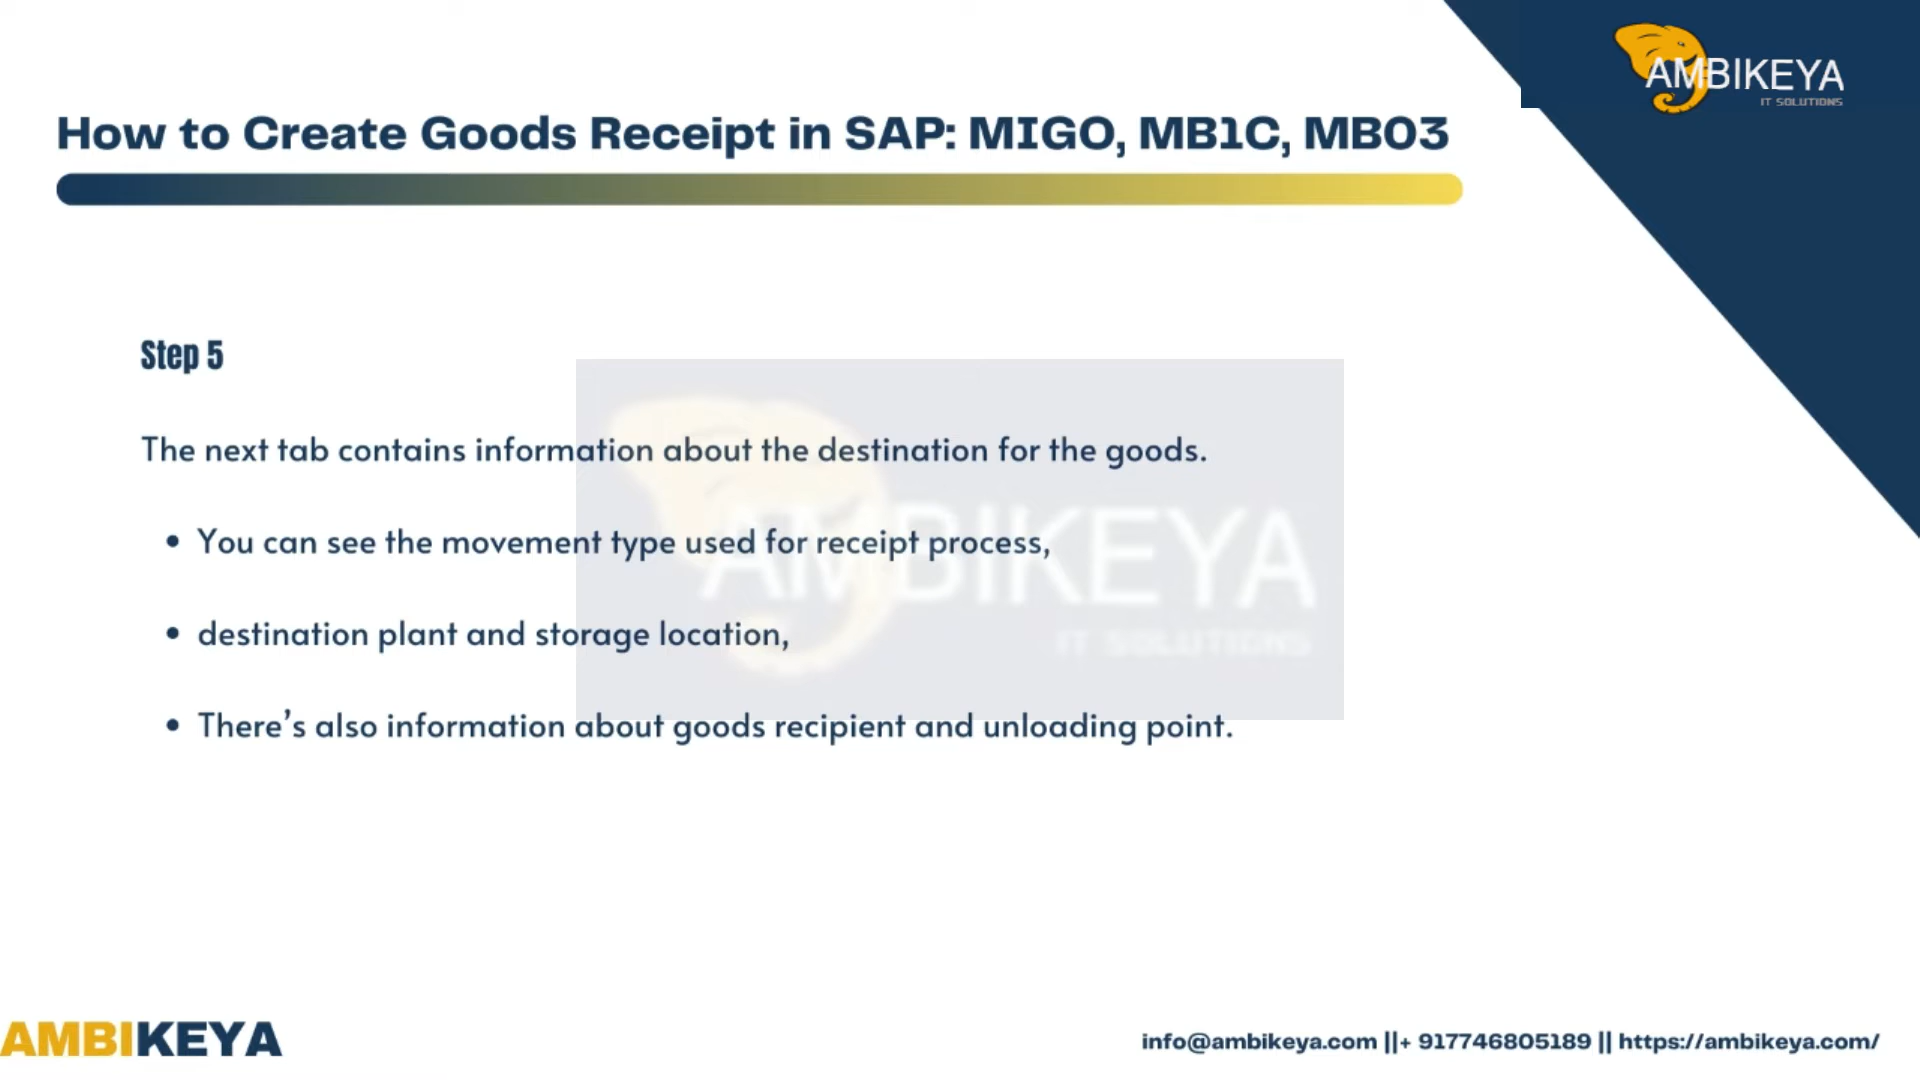 AMBIKEYA
IT SOLUTIONS
How to Create Goods Receipt in SAP: MIGO, MB1C, MB03
Step 5
The next tab contains information about the destination for the goods.
• You can see the movement type used for receipt process,
• destination plant and storage location,
• There’s also information about goods recipient and unloading point.
AMBIKEYA
IT SOLUTIONS
AMBIKEYA
info@ambikeya.com ||+ 917746805189 || https://ambikeya.com/